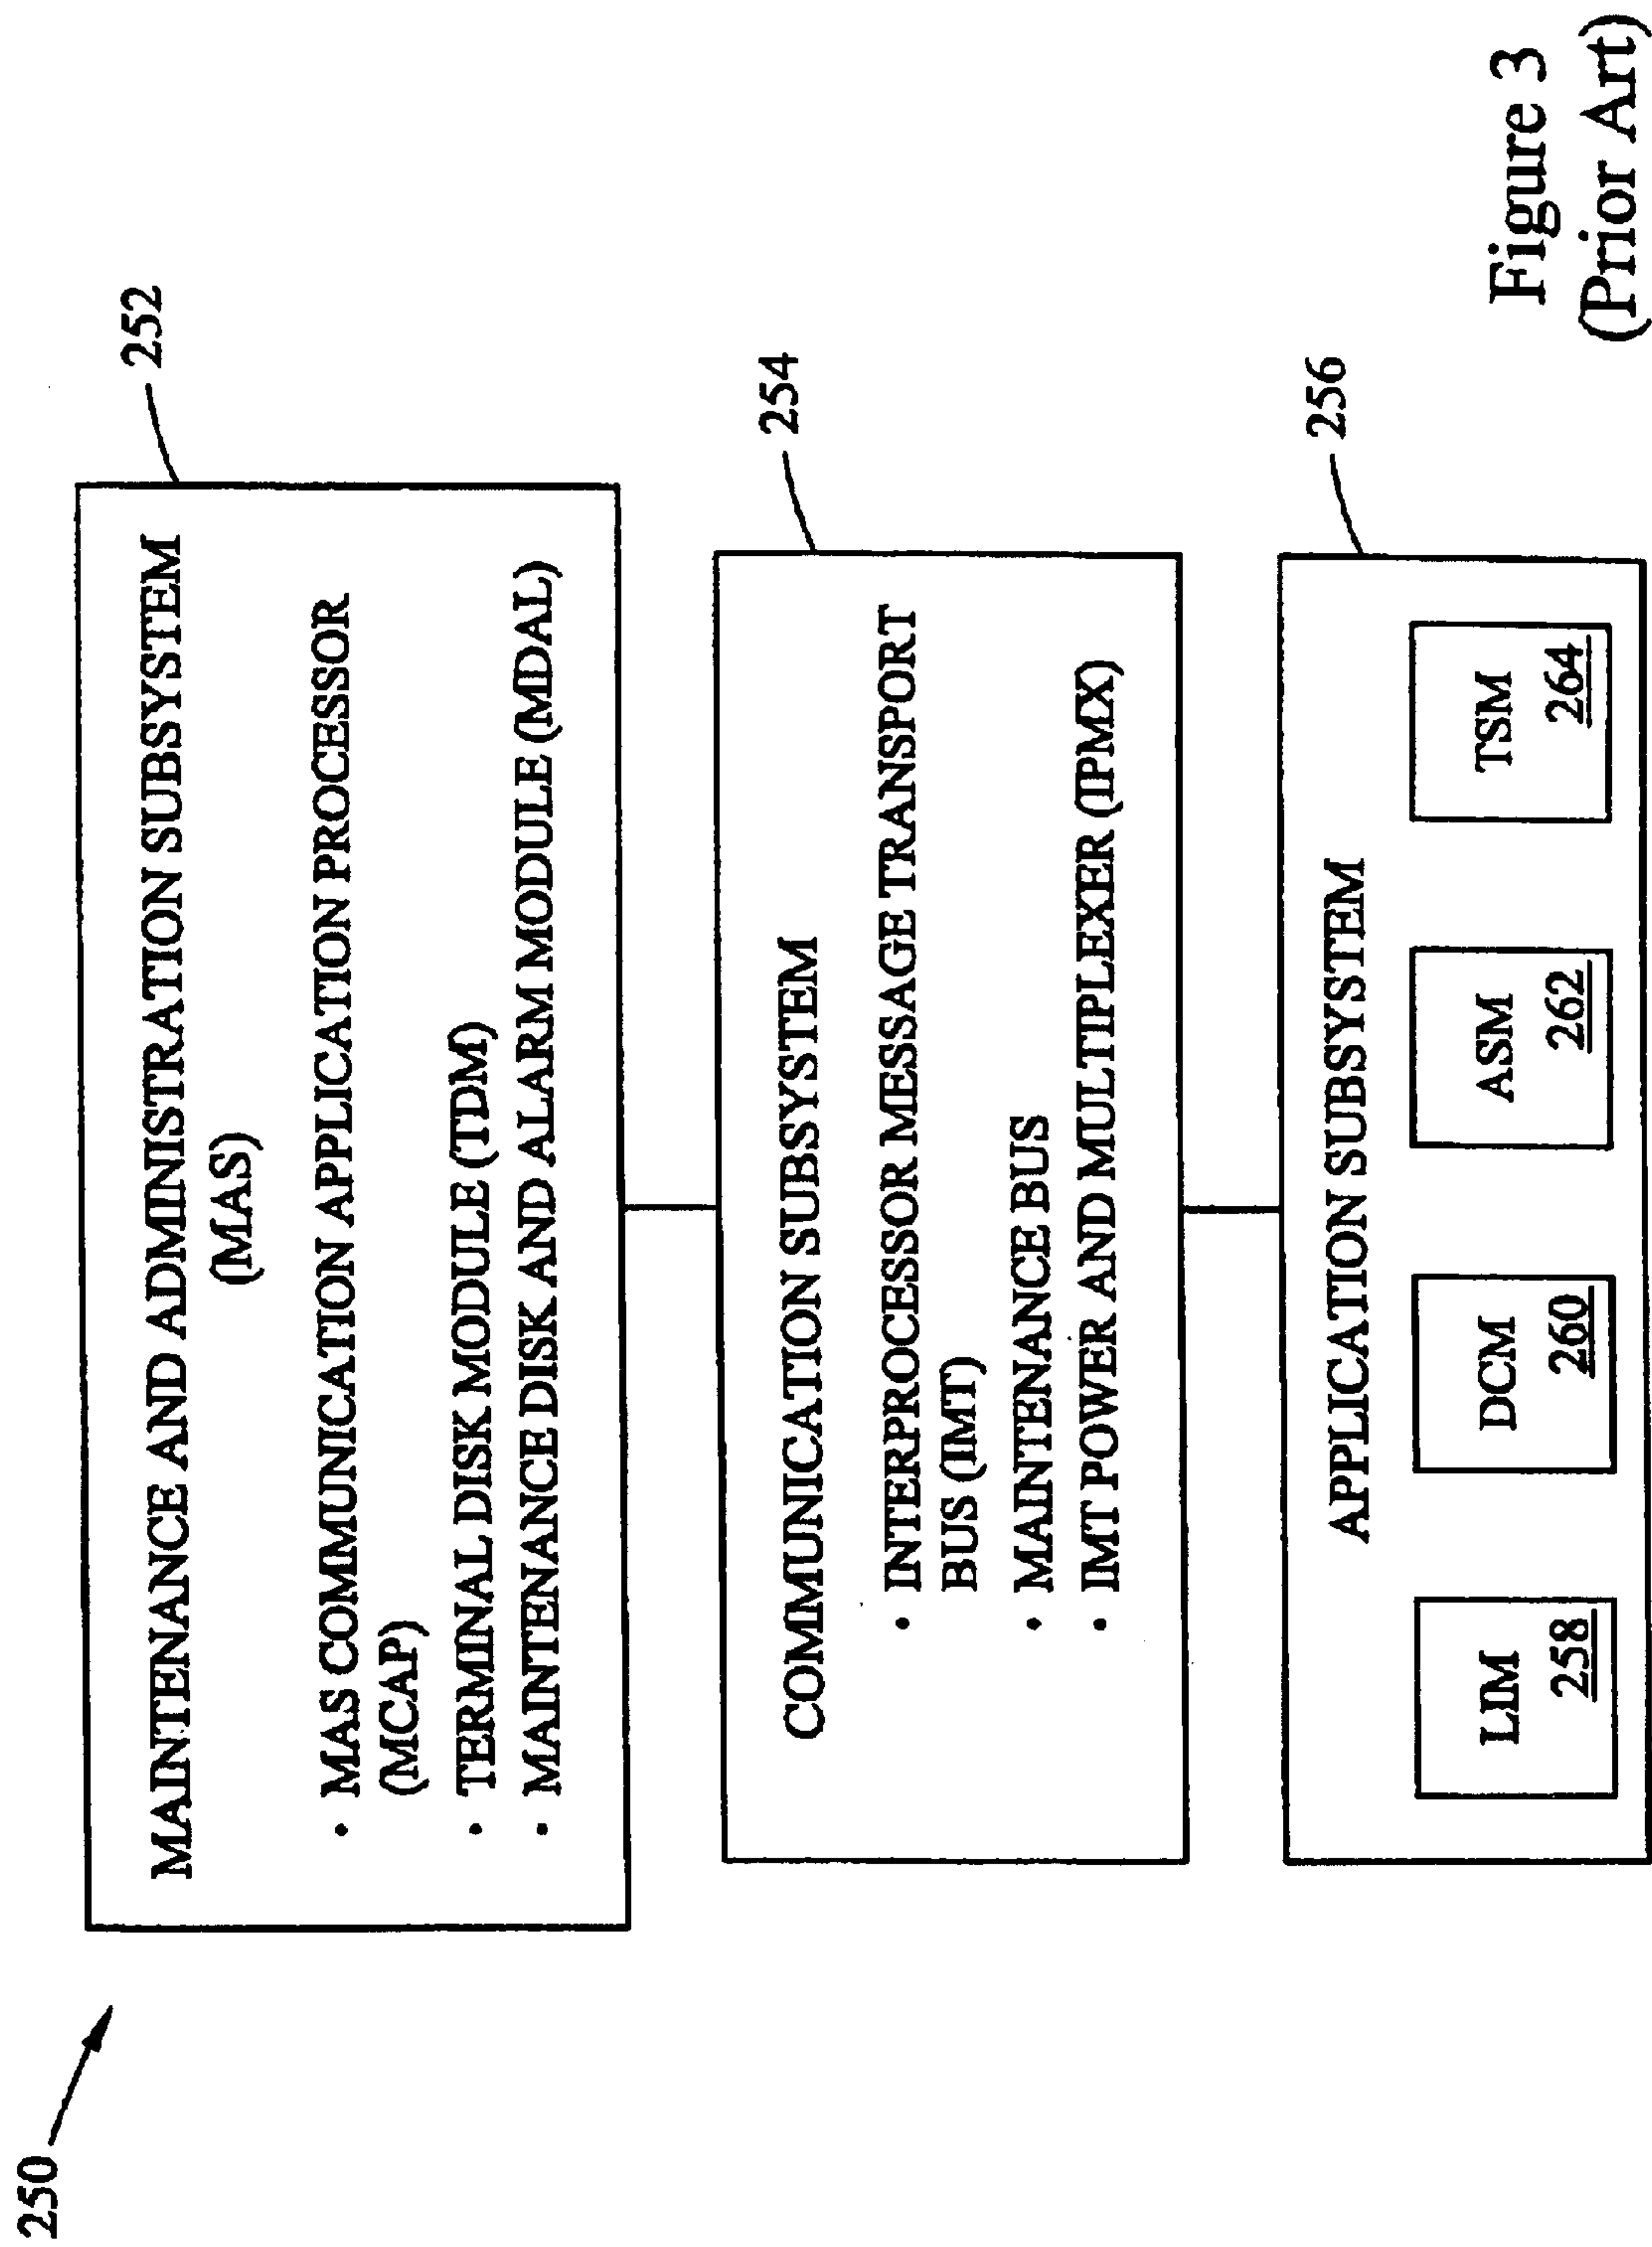 250
252
MAINTENANCE AND ADMINISTRATION SUBSYSTEM
(MAS)
· MAS COMMUNICATION APPLICATION PROCESSOR
(MCAP)
· TERMINAL DISK MODULE (TDM)
· MAINTENANCE DISK AND ALARM MODULE (MDAL)
254
COMMUNICATION SUBSYSTEM
· INTERPROCESSOR MESSAGE TRANSPORT
BUS (IMT)
· MAINTENANCE BUS
· IMT POWER AND MULTIPLEXER (IPMX)
256
APPLICATION SUBSYSTEM
LIM
258
DCM
260
ASM
262
TSM
264
Figure 3
(Prior Art)